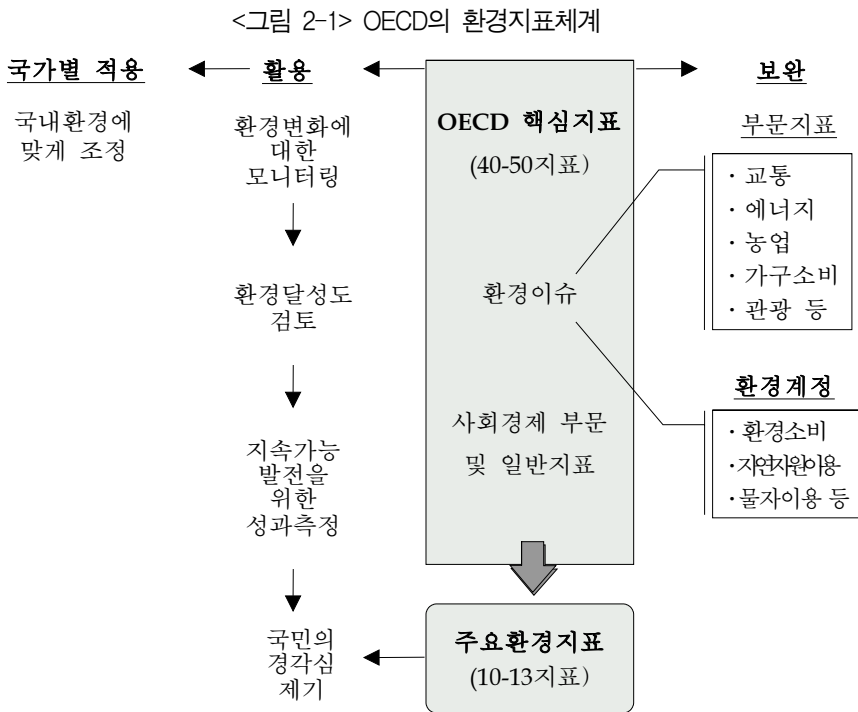 <그림 2-1> OECD의 환경지표체계
국가별 적용
국내환경에
맞게 조정
활용
환경변화에
대한
모니터링
환경달성도
검토
지속가능
발전을
위한
성과측정
국민의
경각심
제기
OECD 핵심지표
(40-50지표)
환경이슈
사회경제 부문
및 일반지표
주요환경지표
(10-13지표)
보완
부문지표
· 교통
· 에너지
· 농업
· 가구소비
· 관광 등
환경계정
· 환경소비
· 자연자원이용
· 물자이용 등